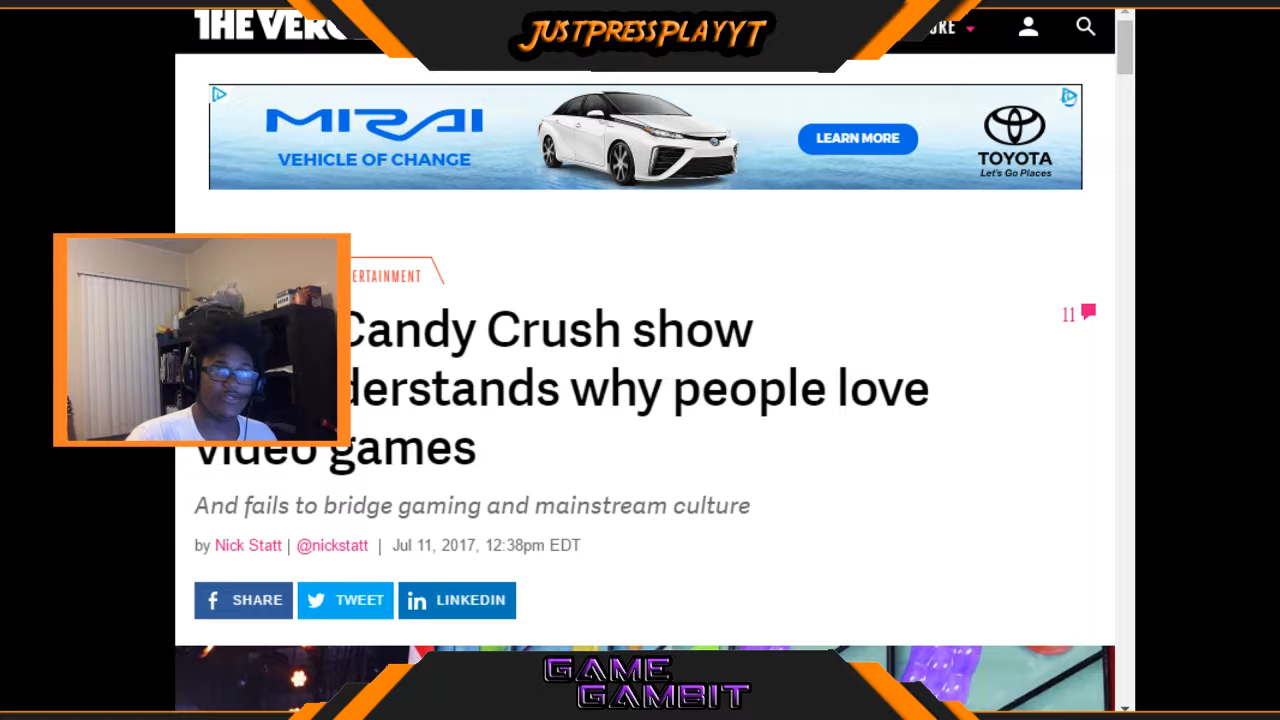 JUSTPRESSPLAYYT
THE VER
MIRAI
VEHICLE OF CHANGE
LEARN MORE
TOYOTA
Let's Go Places
ERTAINMENT
11
Candy Crush show
derstands why people love
video games
And fails to bridge gaming and mainstream culture
by Nick Statt | @nickstatt | Jul 11, 2017, 12:38pm EDT
SHARE TWEET LINKEDIN
GAME
GAMBIT